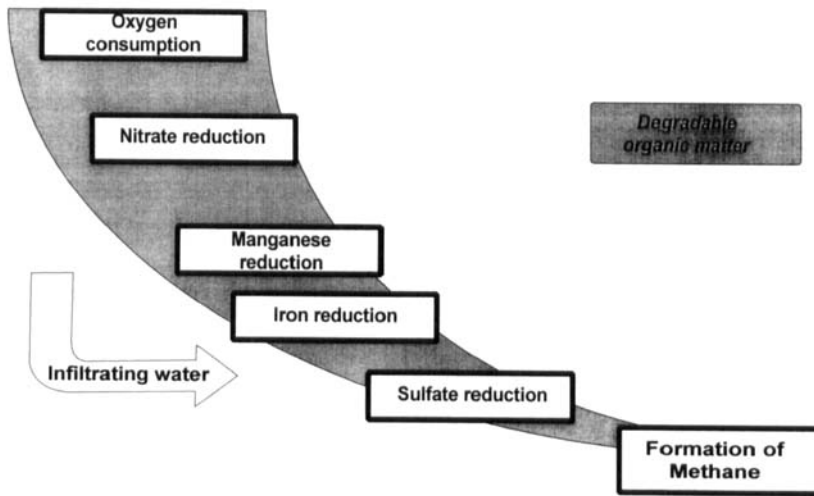 Oxygen
consumption
Nitrate reduction
Degradable
organic matter
Manganese
reduction
Iron reduction
Infiltrating water
Sulfate reduction
Formation of
Methane